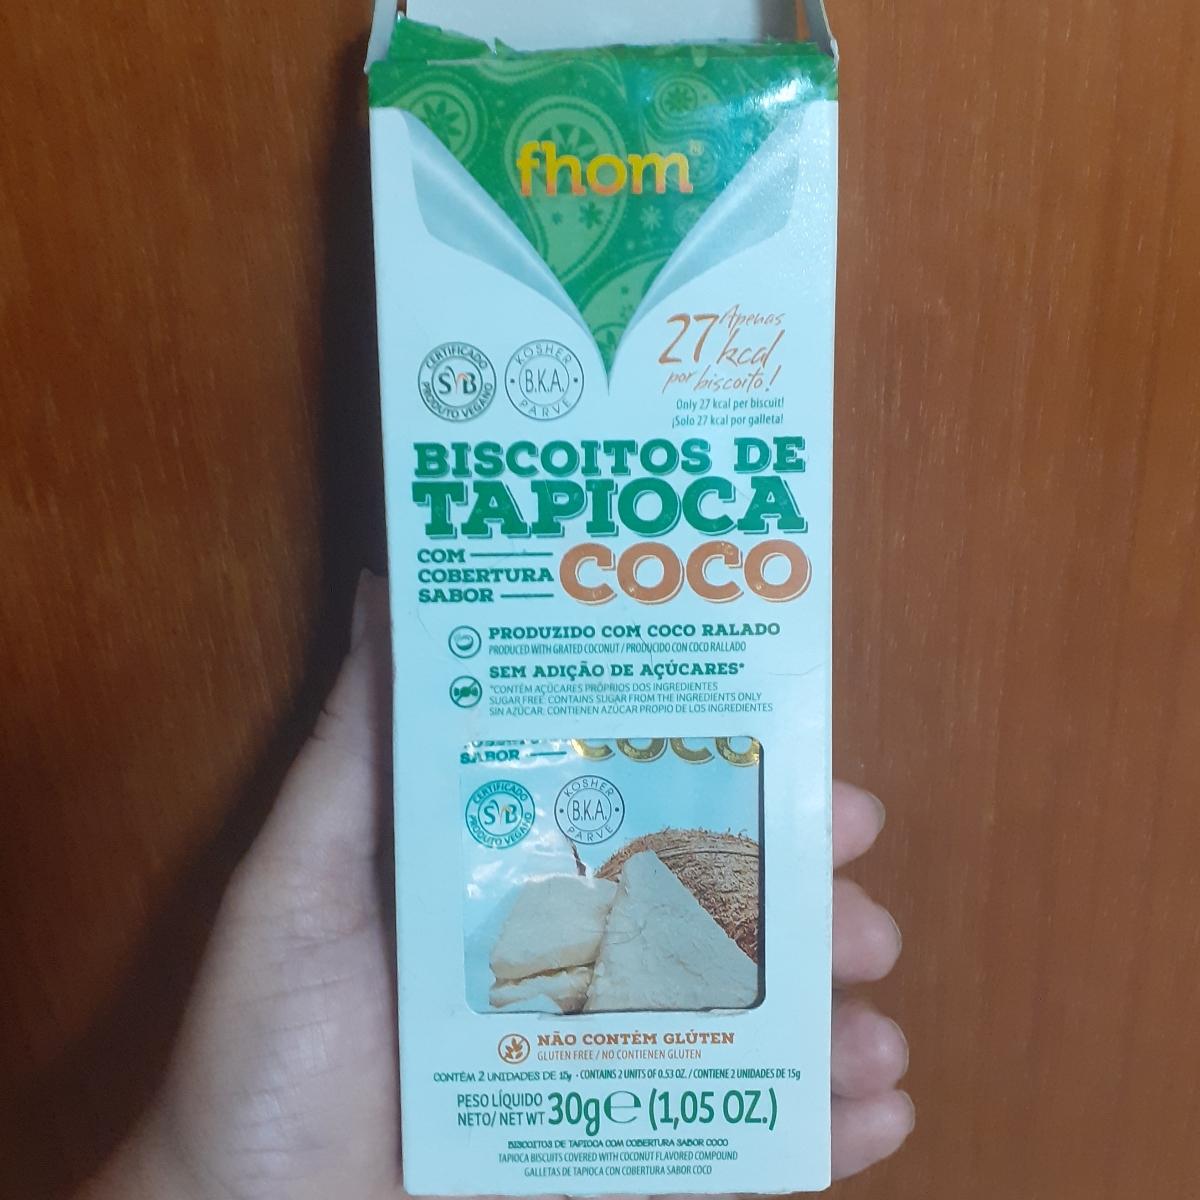 fhom®
Apenas
27 kcal
por biscoito!
Only 27 kcal per biscuit!
¡Solo 27 kcal por galleta!
CERTIFICADO
SVB
PRODUTO VEGANO
KOSHER
B.K.A.
PARVE
BISCOITOS DE
TAPIOCA
COM
COBERTURA
SABOR
COCO
PRODUZIDO COM COCO RALADO
PRODUCED WITH GRATED COCONUT / PRODUCIDO CON COCO RALLADO
SEM ADIÇÃO DE AÇÚCARES*
*CONTÉM AÇÚCARES PRÓPRIOS DOS INGREDIENTES
SUGAR FREE: CONTAINS SUGAR FROM THE INGREDIENTS ONLY
SIN AZÚCAR: CONTIENEN AZÚCAR PROPIO DE LOS INGREDIENTES
SABOR
COCO
CERTIFICADO
SVB
PRODUTO VEGANO
KOSHER
B.K.A.
PARVE
NÃO CONTÉM GLÚTEN
GLUTEN FREE / NO CONTIENEN GLUTEN
CONTÉM 2 UNIDADES DE 15g · CONTAINS 2 UNITS OF 0.53 OZ. / CONTIENE 2 UNIDADES DE 15g
PESO LÍQUIDO
NETO/ NET WT
30g℮ (1,05 OZ.)
BISCOITOS DE TAPIOCA COM COBERTURA SABOR COCO
TAPIOCA BISCUITS COVERED WITH COCONUT FLAVORED COMPOUND
GALLETAS DE TAPIOCA CON COBERTURA SABOR COCO